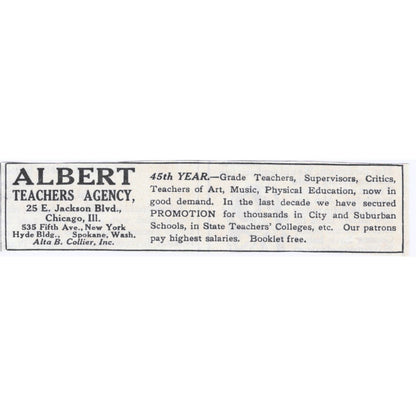 ALBERT
TEACHERS AGENCY,
25 E. Jackson Blvd.,
Chicago, Ill.
535 Fifth Ave., New York
Hyde Bldg., Spokane, Wash.
Alta B. Collier, Inc.
45th YEAR.—Grade Teachers, Supervisors, Critics,
Teachers of Art, Music, Physical Education, now in
good demand. In the last decade we have secured
PROMOTION for thousands in City and Suburban
Schools, in State Teachers' Colleges, etc. Our patrons
pay highest salaries. Booklet free.